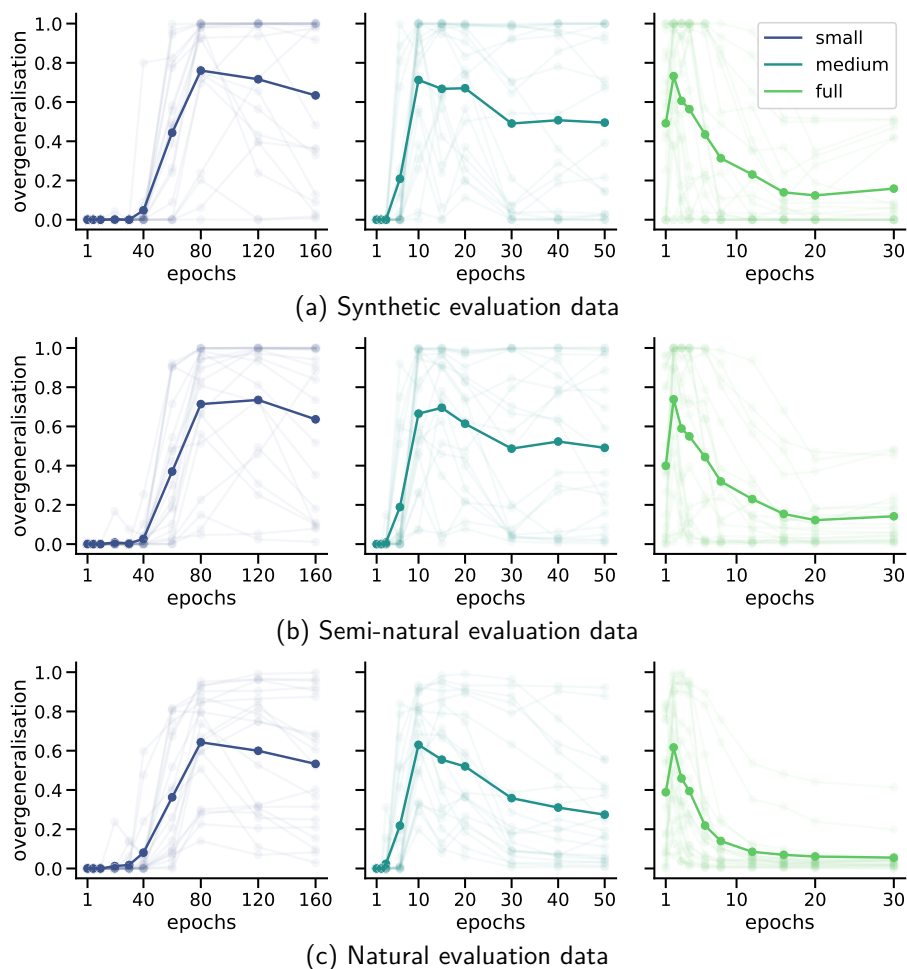 overgeneralisation
1.0
0.8
0.6
0.4
0.2
0.0
1 40 80 120 160
epochs
1 10 20 30 40 50
epochs
small
medium
full
1 10 20 30
epochs
(a) Synthetic evaluation data
overgeneralisation
1.0
0.8
0.6
0.4
0.2
0.0
1 40 80 120 160
epochs
1 10 20 30 40 50
epochs
1 10 20 30
epochs
(b) Semi-natural evaluation data
overgeneralisation
1.0
0.8
0.6
0.4
0.2
0.0
1 40 80 120 160
epochs
1 10 20 30 40 50
epochs
1 10 20 30
epochs
(c) Natural evaluation data